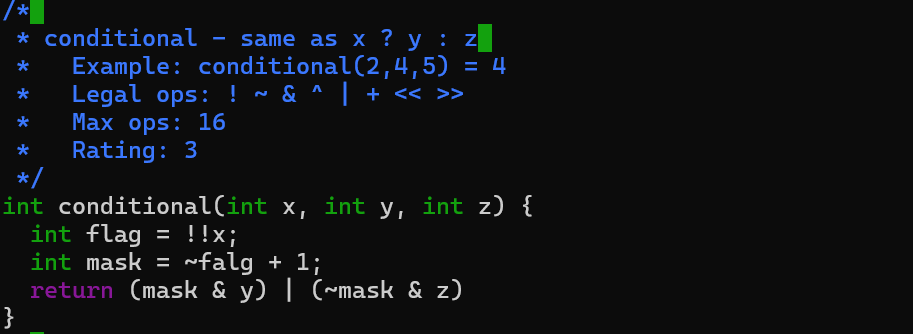 /*
 * conditional - same as x ? y : z
 *   Example: conditional(2,4,5) = 4
 *   Legal ops: ! ~ & ^ | + << >>
 *   Max ops: 16
 *   Rating: 3
 */
int conditional(int x, int y, int z) {
  int flag = !!x;
  int mask = ~falg + 1;
  return (mask & y) | (~mask & z)
}